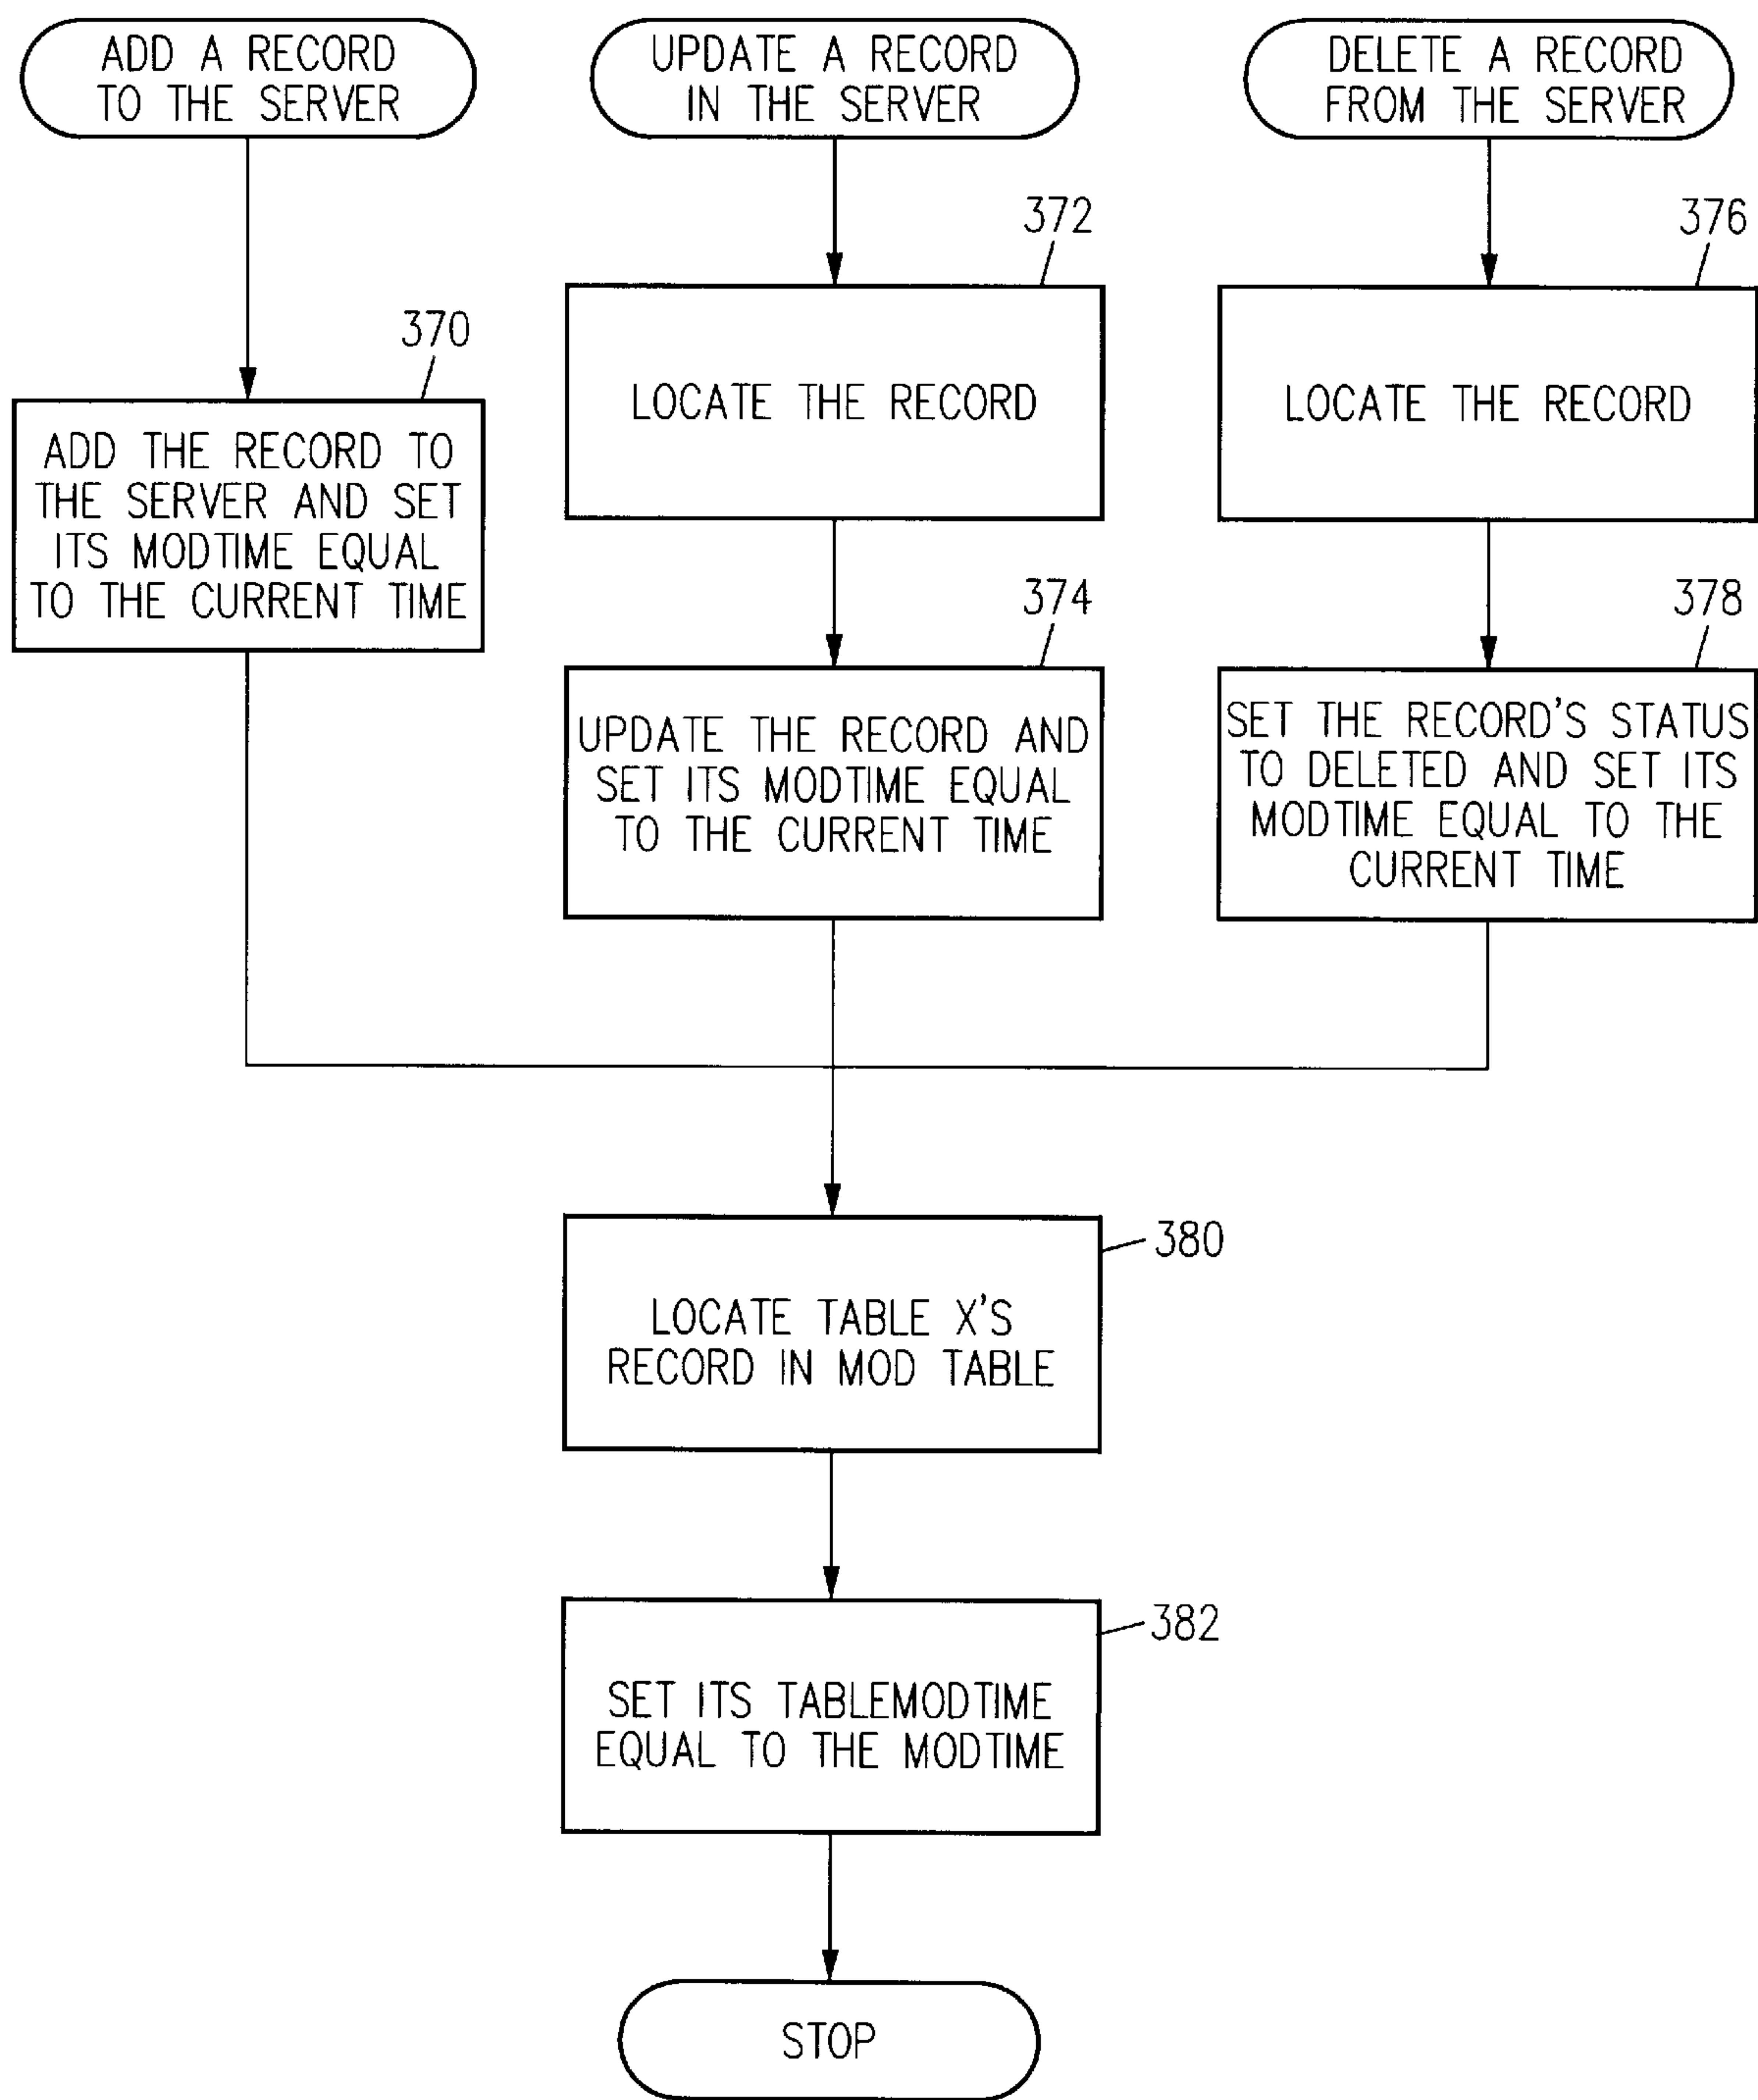 ADD A RECORD
TO THE SERVER
UPDATE A RECORD
IN THE SERVER
DELETE A RECORD
FROM THE SERVER
370
ADD THE RECORD TO
THE SERVER AND SET
ITS MODTIME EQUAL
TO THE CURRENT TIME
372
LOCATE THE RECORD
376
LOCATE THE RECORD
374
UPDATE THE RECORD AND
SET ITS MODTIME EQUAL
TO THE CURRENT TIME
378
SET THE RECORD'S STATUS
TO DELETED AND SET ITS
MODTIME EQUAL TO THE
CURRENT TIME
380
LOCATE TABLE X'S
RECORD IN MOD TABLE
382
SET ITS TABLEMODTIME
EQUAL TO THE MODTIME
STOP